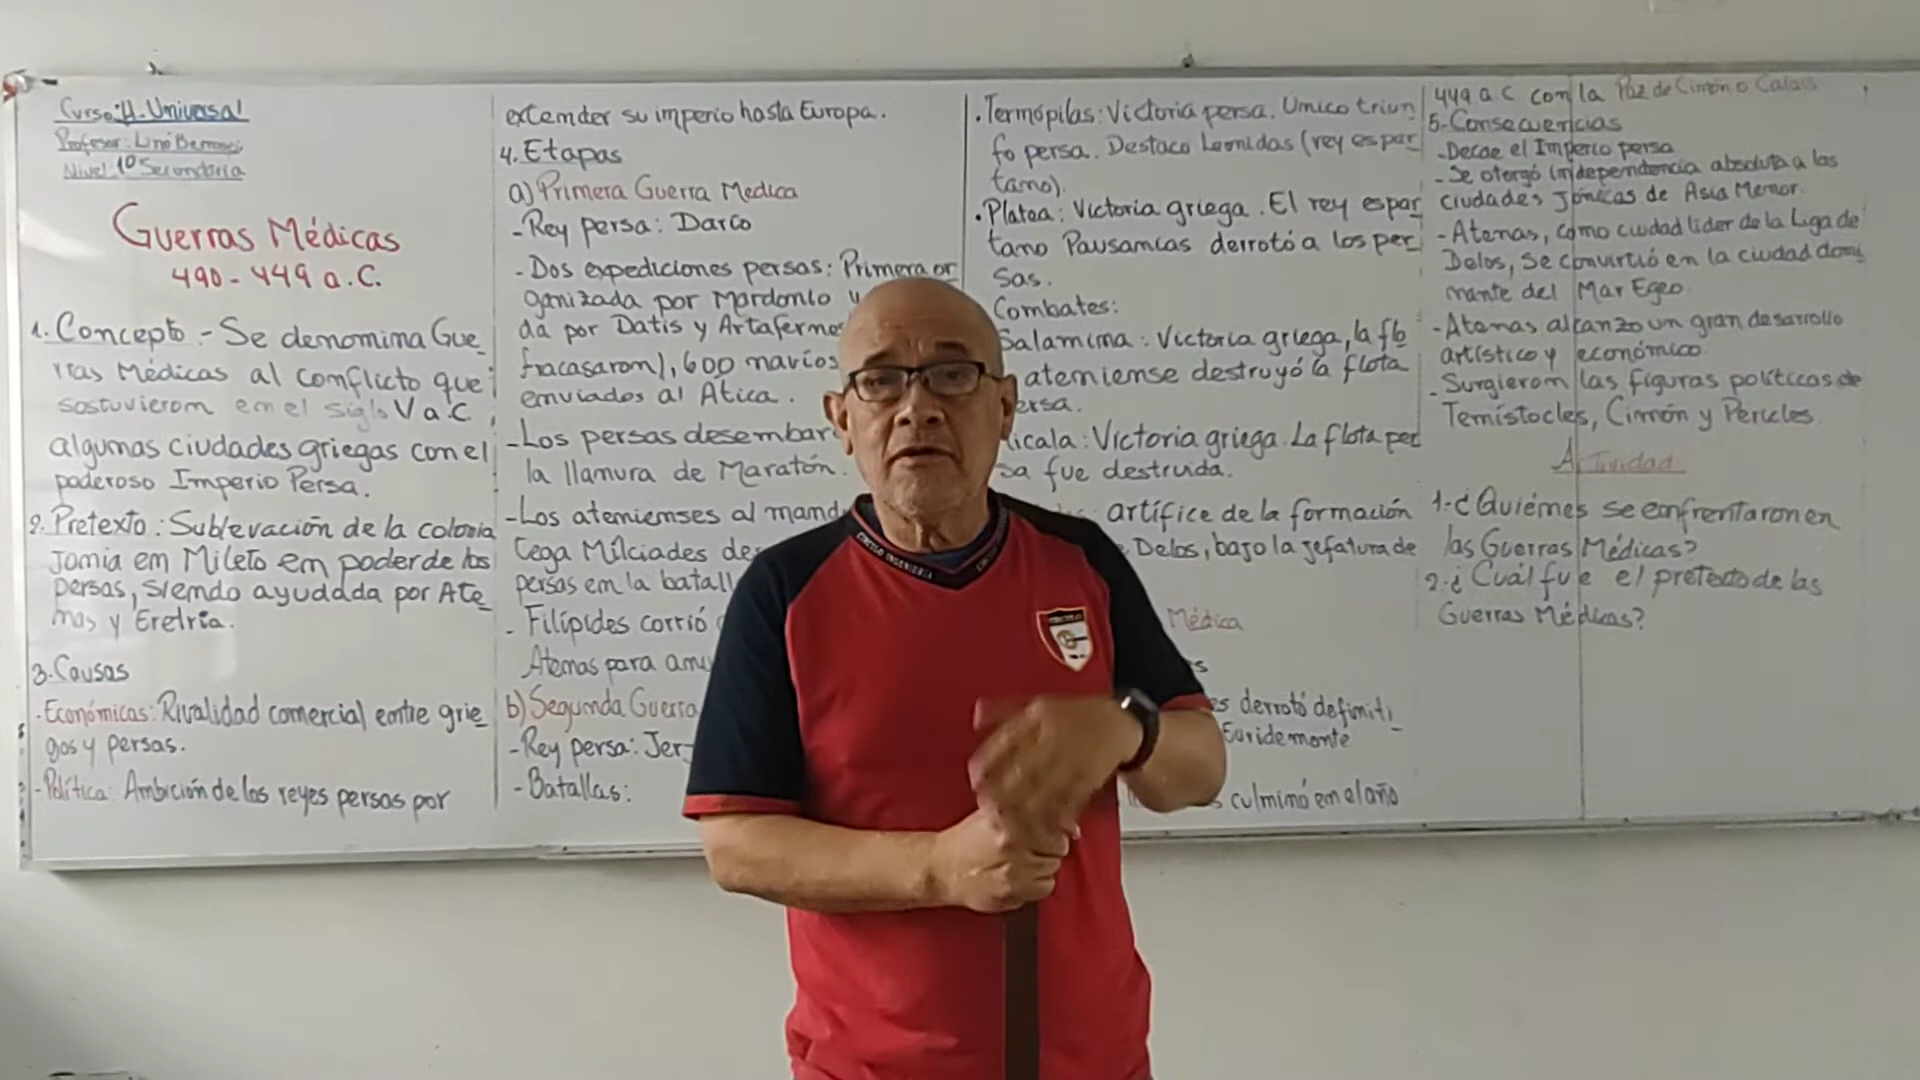 Curso: H. Universal
Profesor: Lino
Nivel: 1º Secundaria
Guerras Médicas
490 - 449 a.C.
1. Concepto.- Se denomina Gue
rras Médicas al conflicto que
sostuvieron en el siglo V a.C
algunas ciudades griegas con el
poderoso Imperio Persa.
2. Pretexto: Sublevación de la colonia
Jonia en Mileto en poder de los
persas, siendo ayudada por Ate
nas y Eretria.
3. Causas
- Económicas: Rivalidad comercial entre grie
gos y persas.
- Política: Ambición de los reyes persas por
extender su imperio hasta Europa.
4. Etapas
a) Primera Guerra Medica
- Rey persa: Darío
- Dos expediciones persas: Primera or
ganizada por Mardonio y
da por Datis y Artafernes
fracasaron), 600 navíos
enviados al Ática.
- Los persas desembar
la llanura de Maratón.
- Los atenienses al mand
Milciades
persas en la batall
- Filípides corrió
Atenas para anu
b) Segunda Guerra
- Rey persa: Jer
- Batallas:
. Termópilas: Victoria persa. Unico triun
fo persa. Destaco Leonidas (rey espar
tano).
. Platea: Victoria griega. El rey espar
tano Pausanias derrotó a los per
sas.
Combates:
Salamina: Victoria griega, la flo
ateniense destruyó la flota
ersa.
icala: Victoria griega. La flota per
sa fue destruida.
artífice de la formación
Delos, bajo la jefatura de
Médica
es derrotó definiti
Euridemonte
culminó en el año
449 a.C con la Paz de Cimón o Calias
5- Consecuencias
- Decae el Imperio persa
- Se otorgó independencia absoluta a las
ciudades Jónicas de Asia Menor.
- Atenas, como ciudad lider de la Liga de
Delos, se convirtió en la ciudad domi
nante del Mar Egeo
- Atenas alcanzo un gran desarrollo
artístico y económico
- Surgieron las figuras políticas de
Temístocles, Cimón y Pericles.
Actividad
1- ¿Quiénes se enfrentaron en
las Guerras Médicas?
2- ¿Cuál fue el pretexto de las
Guerras Médicas?